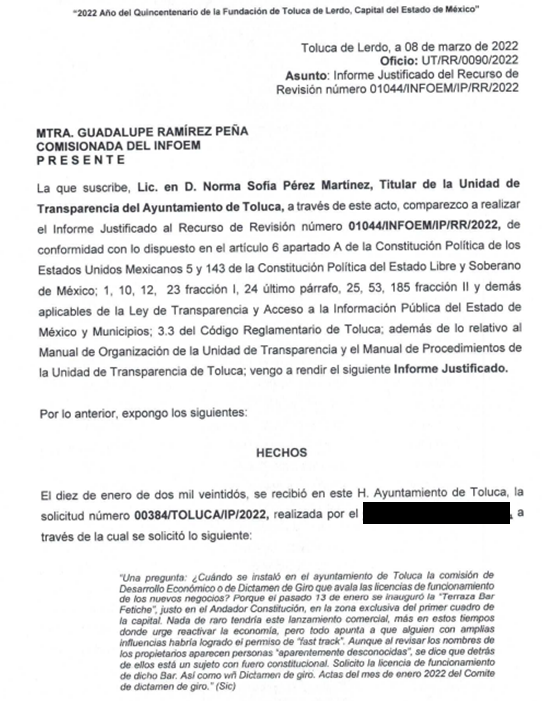 "2022 Año del Quincentenario de la Fundación de Toluca de Lerdo, Capital del Estado de México"
Toluca de Lerdo, a 08 de marzo de 2022
Oficio: UT/RR/0090/2022
Asunto: Informe Justificado del Recurso de
Revisión número 01044/INFOEM/IP/RR/2022
MTRA. GUADALUPE RAMÍREZ PEÑA
COMISIONADA DEL INFOEM
P R E S E N T E
La que suscribe, Lic. en D. Norma Sofía Pérez Martínez, Titular de la Unidad de
Transparencia del Ayuntamiento de Toluca, a través de este acto, comparezco a realizar
el Informe Justificado al Recurso de Revisión número 01044/INFOEM/IP/RR/2022, de
conformidad con lo dispuesto en el artículo 6 apartado A de la Constitución Política de los
Estados Unidos Mexicanos 5 y 143 de la Constitución Política del Estado Libre y Soberano
de México; 1, 10, 12, 23 fracción I, 24 último párrafo, 25, 53, 185 fracción II y demás
aplicables de la Ley de Transparencia y Acceso a la Información Pública del Estado de
México y Municipios; 3.3 del Código Reglamentario de Toluca; además de lo relativo al
Manual de Organización de la Unidad de Transparencia y el Manual de Procedimientos de
la Unidad de Transparencia de Toluca; vengo a rendir el siguiente Informe Justificado.
Por lo anterior, expongo los siguientes:
HECHOS
El diez de enero de dos mil veintidós, se recibió en este H. Ayuntamiento de Toluca, la
solicitud número 00384/TOLUCA/IP/2022, realizada por el , a
través de la cual se solicitó lo siguiente:
"Una pregunta: ¿Cuándo se instaló en el ayuntamiento de Toluca la comisión de
Desarrollo Económico o de Dictamen de Giro que avala las licencias de funcionamiento
de los nuevos negocios? Porque el pasado 13 de enero se inauguró la "Terraza Bar
Fetiche", justo en el Andador Constitución, en la zona exclusiva del primer cuadro de
la capital. Nada de raro tendría este lanzamiento comercial, más en estos tiempos
donde urge reactivar la economía, pero todo apunta a que alguien con amplias
influencias habría logrado el permiso de "fast track". Aunque al revisar los nombres de
los propietarios aparecen personas "aparentemente desconocidas", se dice que detrás
de ellos está un sujeto con fuero constitucional. Solicito la licencia de funcionamiento
de dicho Bar. Así como wñ Dictamen de giro. Actas del mes de enero 2022 del Comite
de dictamen de giro." (Sic)